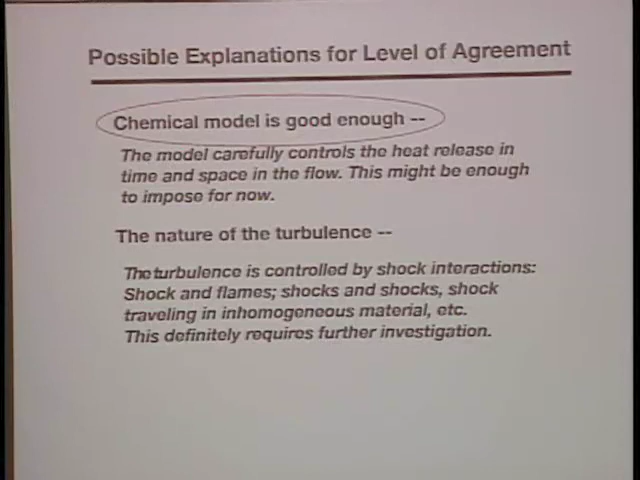 Possible Explanations for Level of Agreement
Chemical model is good enough --
The model carefully controls the heat release in
time and space in the flow. This might be enough
to impose for now.
The nature of the turbulence --
The turbulence is controlled by shock interactions:
Shock and flames; shocks and shocks, shock
traveling in inhomogeneous material, etc.
This definitely requires further investigation.